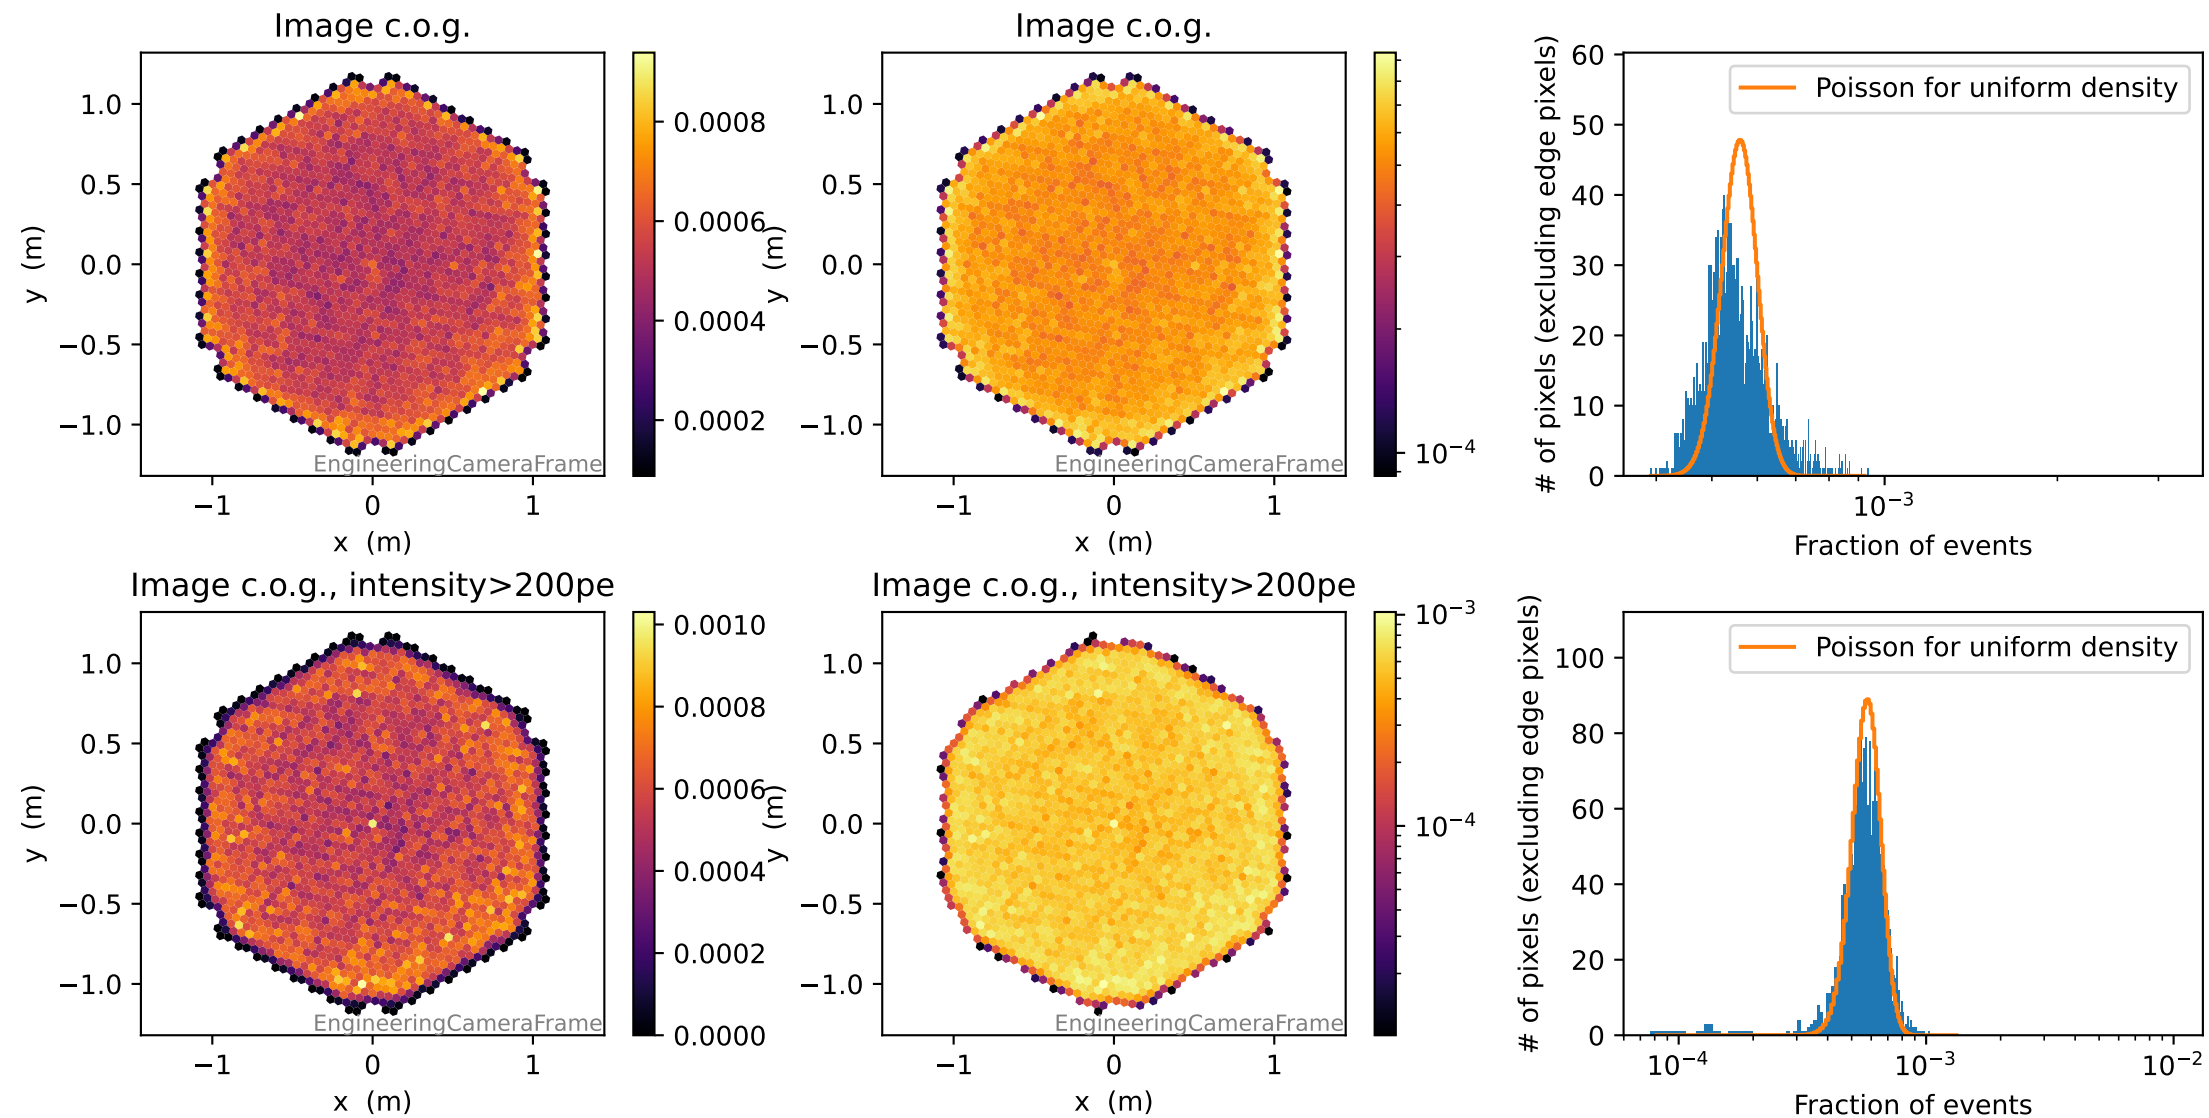 Image c.o.g.
1.0
0.5
0.0
−0.5
−1.0
y (m)
EngineeringCameraFrame
−1
0
1
x (m)
0.0008
0.0006
0.0004
0.0002
Image c.o.g.
1.0
0.5
0.0
−0.5
−1.0
y (m)
EngineeringCameraFrame
−1
0
1
x (m)
10⁻⁴
60
50
40
30
20
10
0
# of pixels (excluding edge pixels)
Poisson for uniform density
10⁻³
Fraction of events
Image c.o.g., intensity>200pe
1.0
0.5
0.0
−0.5
−1.0
y (m)
EngineeringCameraFrame
−1
0
1
x (m)
0.0010
0.0008
0.0006
0.0004
0.0002
0.0000
Image c.o.g., intensity>200pe
1.0
0.5
0.0
−0.5
−1.0
y (m)
EngineeringCameraFrame
−1
0
1
x (m)
10⁻³
10⁻⁴
100
80
60
40
20
0
# of pixels (excluding edge pixels)
Poisson for uniform density
10⁻⁴
10⁻³
10⁻²
Fraction of events